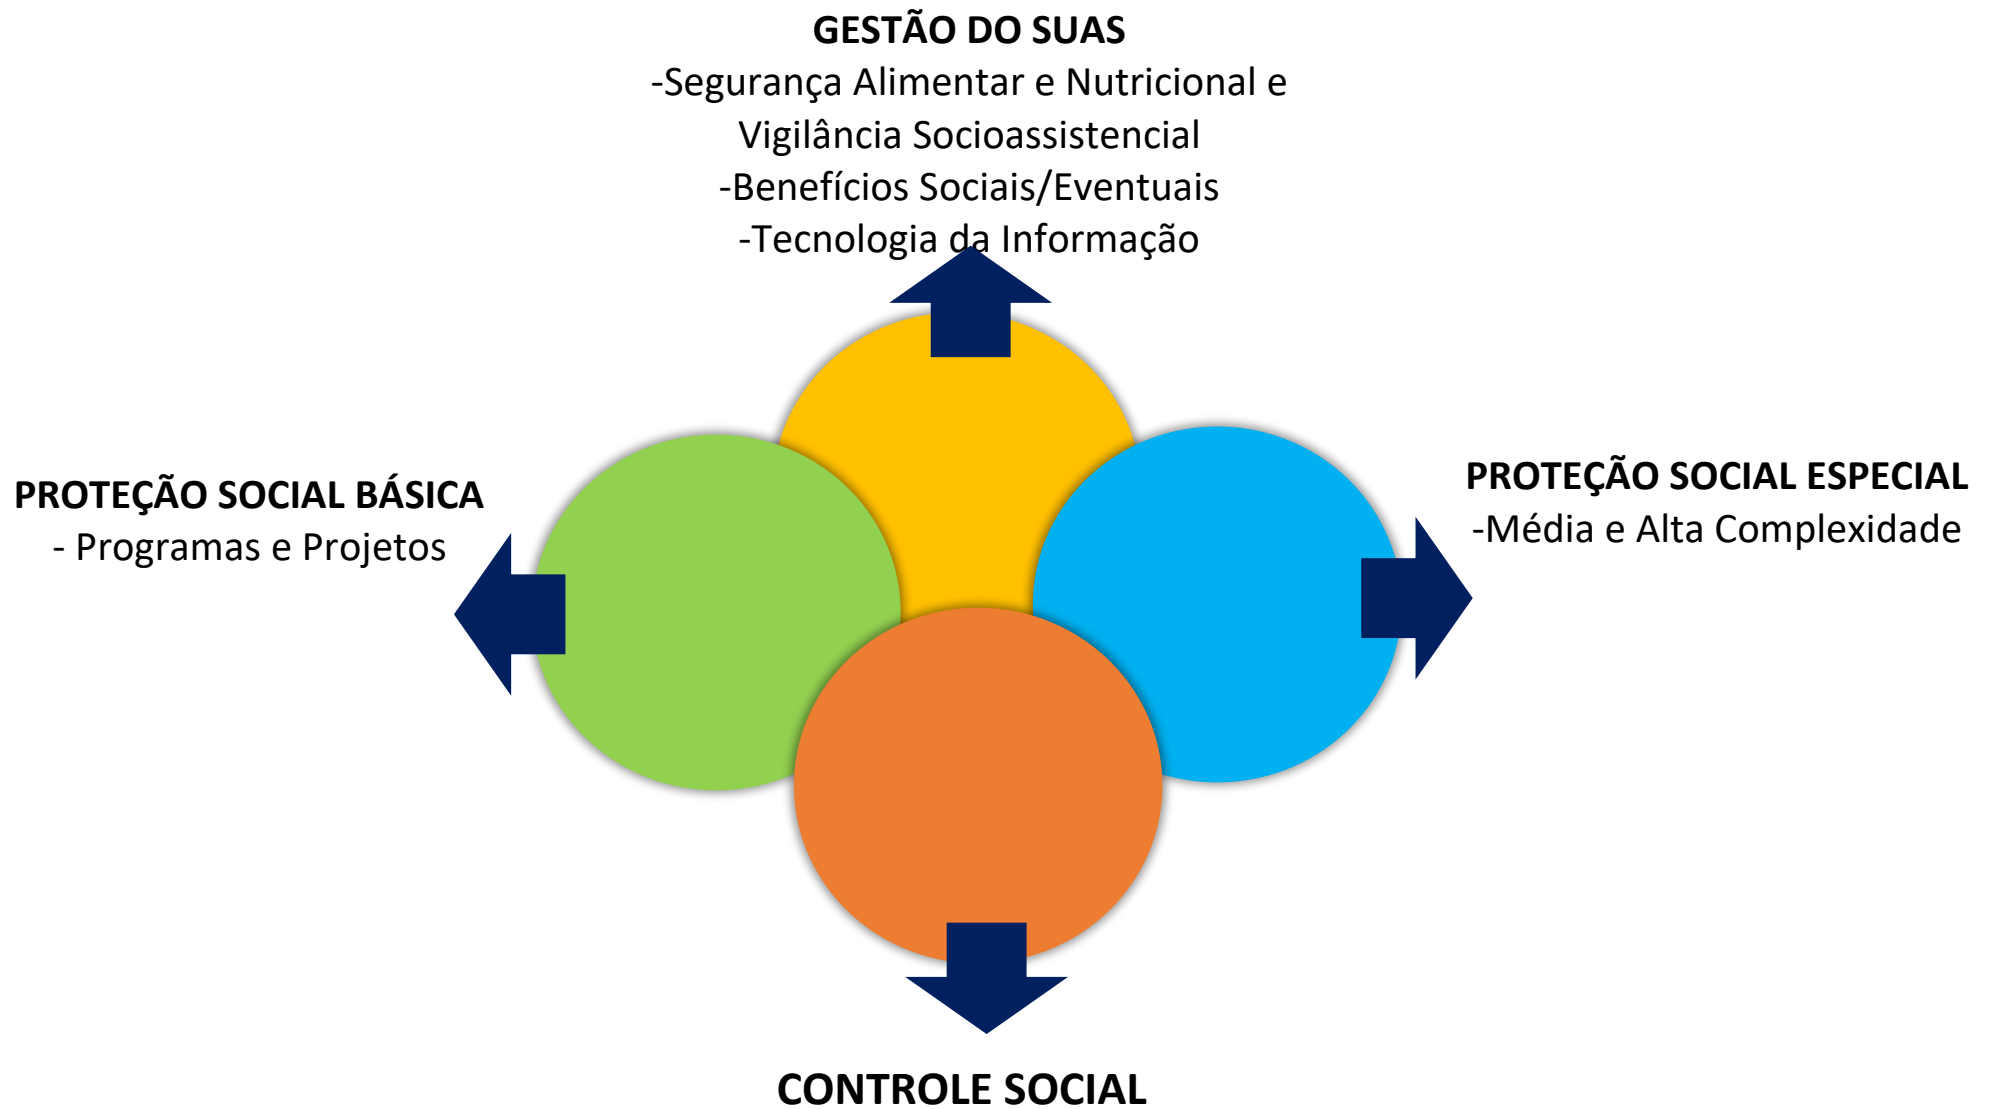 GESTÃO DO SUAS
-Segurança Alimentar e Nutricional e
Vigilância Socioassistencial
-Benefícios Sociais/Eventuais
-Tecnologia da Informação
PROTEÇÃO SOCIAL BÁSICA
- Programas e Projetos
PROTEÇÃO SOCIAL ESPECIAL
-Média e Alta Complexidade
CONTROLE SOCIAL